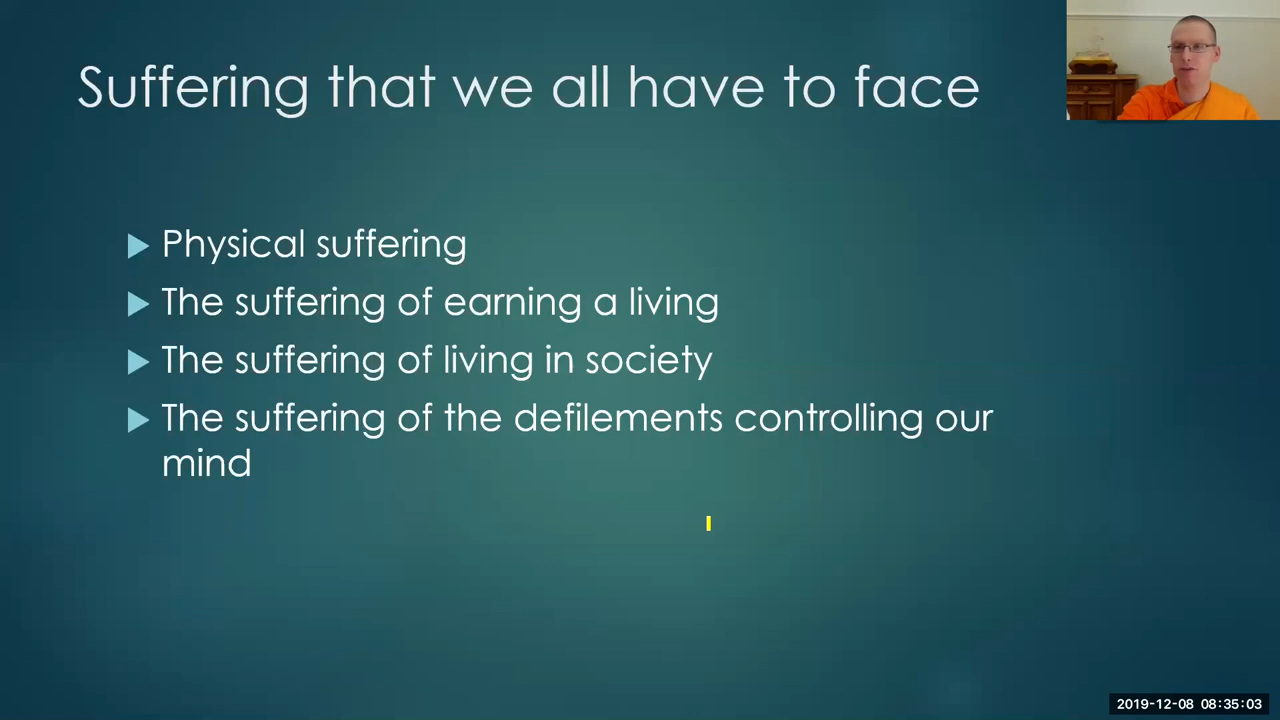 Suffering that we all have to face
Physical suffering
The suffering of earning a living
The suffering of living in society
The suffering of the defilements controlling our
mind
2019-12-08 08:35:03